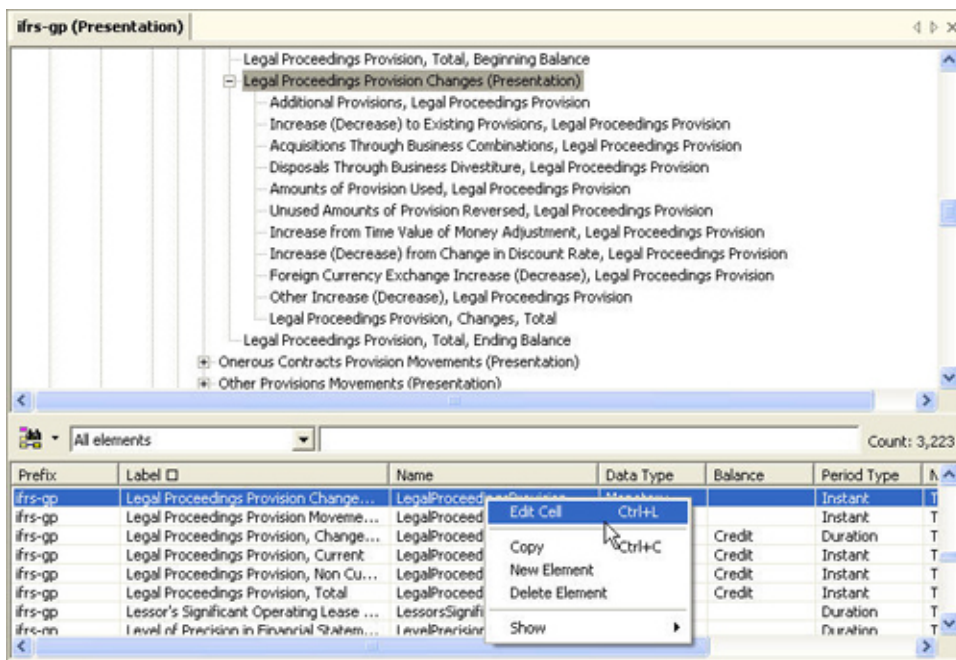 ifrs-gp (Presentation)
Legal Proceedings Provision, Total, Beginning Balance
Legal Proceedings Provision Changes (Presentation)
Additional Provisions, Legal Proceedings Provision
Increase (Decrease) to Existing Provisions, Legal Proceedings Provision
Acquisitions Through Business Combinations, Legal Proceedings Provision
Disposals Through Business Divestiture, Legal Proceedings Provision
Amounts of Provision Used, Legal Proceedings Provision
Unused Amounts of Provision Reversed, Legal Proceedings Provision
Increase from Time Value of Money Adjustment, Legal Proceedings Provision
Increase (Decrease) from Change in Discount Rate, Legal Proceedings Provision
Foreign Currency Exchange Increase (Decrease), Legal Proceedings Provision
Other Increase (Decrease), Legal Proceedings Provision
Legal Proceedings Provision, Changes, Total
Legal Proceedings Provision, Total, Ending Balance
Onerous Contracts Provision Movements (Presentation)
Other Provisions Movements (Presentation)
All elements Count: 3,223
Prefix Label Name Data Type Balance Period Type
ifrs-gp Legal Proceedings Provision Change... Instant T
ifrs-gp Legal Proceedings Provision Moveme... LegalProceed Instant T
ifrs-gp Legal Proceedings Provision, Change... LegalProceed Credit Duration T
ifrs-gp Legal Proceedings Provision, Current LegalProceed Credit Instant T
ifrs-gp Legal Proceedings Provision, Non Cu... LegalProceed Credit Instant T
ifrs-gp Legal Proceedings Provision, Total LegalProceed Credit Instant T
ifrs-gp Lessor's Significant Operating Lease ... LessorsSignifi Duration T
ifrs-gp Level of Precision in Financial Statem... LevelPrecision Duration T
Edit Cell Ctrl+L
Copy Ctrl+C
New Element
Delete Element
Show